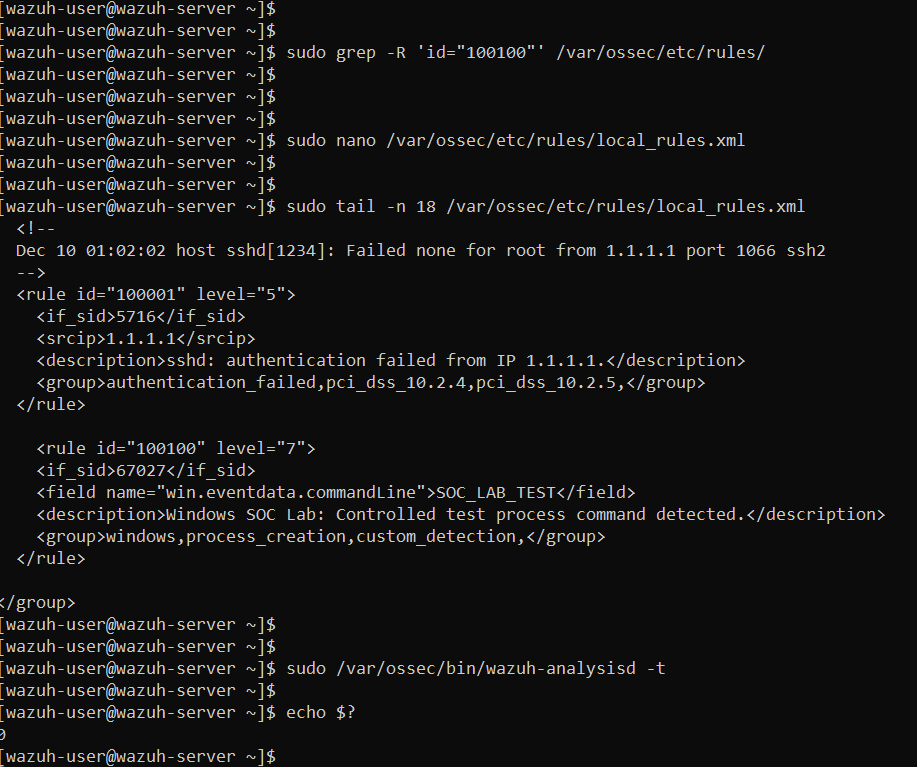 [wazuh-user@wazuh-server ~]$
[wazuh-user@wazuh-server ~]$
[wazuh-user@wazuh-server ~]$ sudo grep -R 'id="100100"' /var/ossec/etc/rules/
[wazuh-user@wazuh-server ~]$
[wazuh-user@wazuh-server ~]$
[wazuh-user@wazuh-server ~]$
[wazuh-user@wazuh-server ~]$ sudo nano /var/ossec/etc/rules/local_rules.xml
[wazuh-user@wazuh-server ~]$
[wazuh-user@wazuh-server ~]$
[wazuh-user@wazuh-server ~]$ sudo tail -n 18 /var/ossec/etc/rules/local_rules.xml
  <!--
  Dec 10 01:02:02 host sshd[1234]: Failed none for root from 1.1.1.1 port 1066 ssh2
  -->
  <rule id="100001" level="5">
    <if_sid>5716</if_sid>
    <srcip>1.1.1.1</srcip>
    <description>sshd: authentication failed from IP 1.1.1.1.</description>
    <group>authentication_failed,pci_dss_10.2.4,pci_dss_10.2.5,</group>
  </rule>

    <rule id="100100" level="7">
    <if_sid>67027</if_sid>
    <field name="win.eventdata.commandLine">SOC_LAB_TEST</field>
    <description>Windows SOC Lab: Controlled test process command detected.</description>
    <group>windows,process_creation,custom_detection,</group>
  </rule>

</group>
[wazuh-user@wazuh-server ~]$
[wazuh-user@wazuh-server ~]$
[wazuh-user@wazuh-server ~]$ sudo /var/ossec/bin/wazuh-analysisd -t
[wazuh-user@wazuh-server ~]$
[wazuh-user@wazuh-server ~]$ echo $?
0
[wazuh-user@wazuh-server ~]$